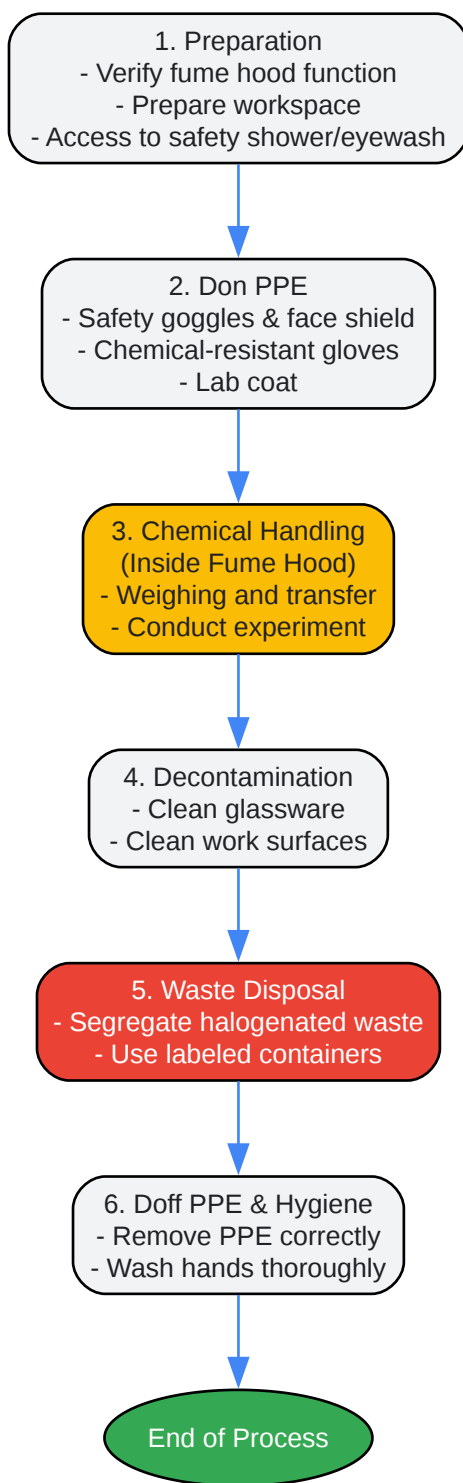 1. Preparation
- Verify fume hood function
- Prepare workspace
- Access to safety shower/eyewash
2. Don PPE
- Safety goggles & face shield
- Chemical-resistant gloves
- Lab coat
3. Chemical Handling
(Inside Fume Hood)
- Weighing and transfer
- Conduct experiment
4. Decontamination
- Clean glassware
- Clean work surfaces
5. Waste Disposal
- Segregate halogenated waste
- Use labeled containers
6. Doff PPE & Hygiene
- Remove PPE correctly
- Wash hands thoroughly
End of Process